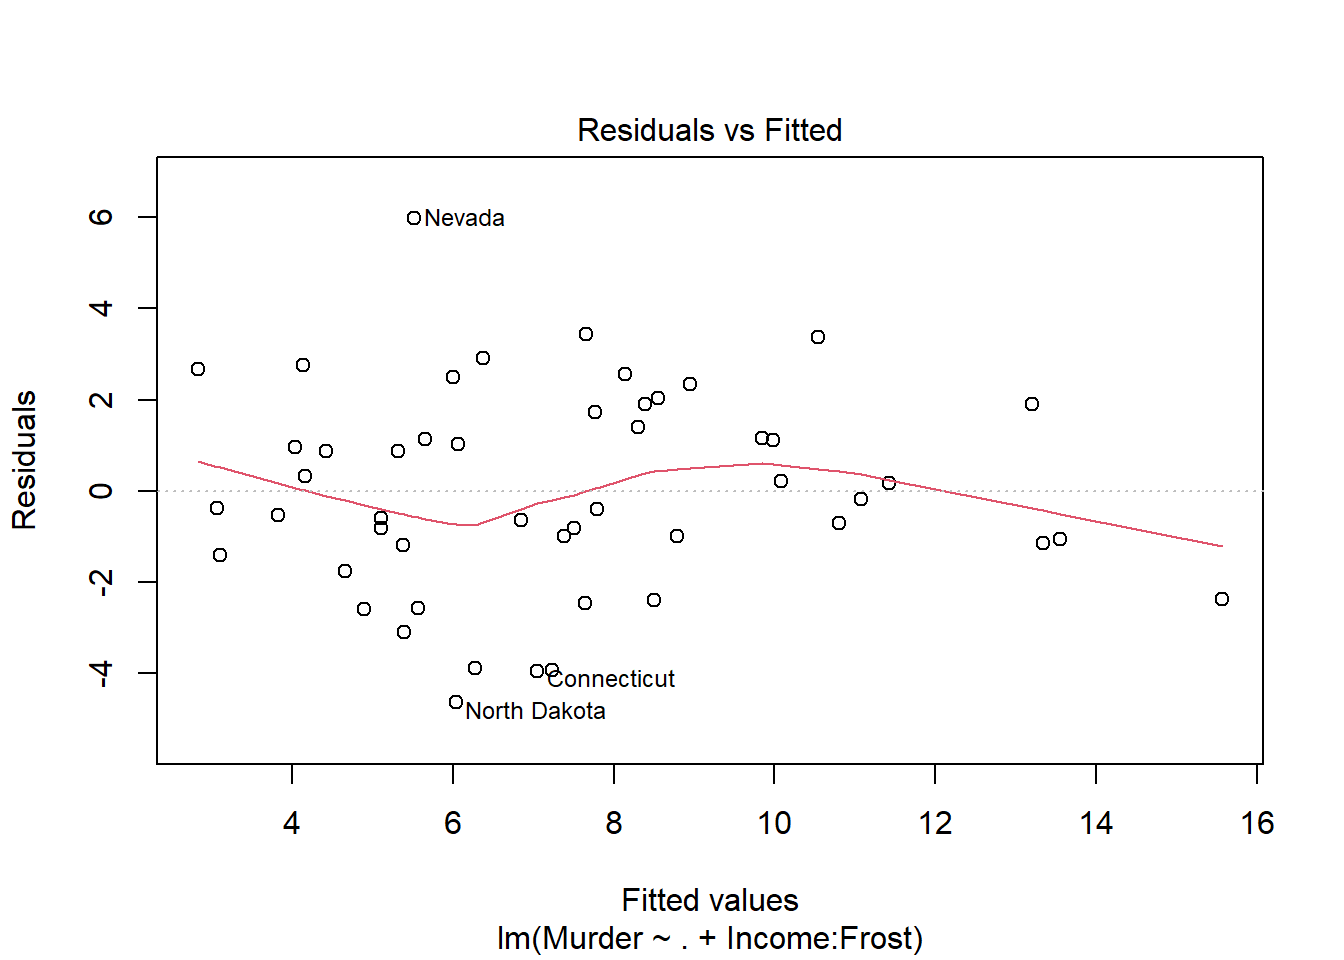 Residuals vs Fitted
Residuals
6
4
2
0
-2
-4
Nevada
Connecticut
North Dakota
4 6 8 10 12 14 16
Fitted values
lm(Murder ~ . + Income:Frost)